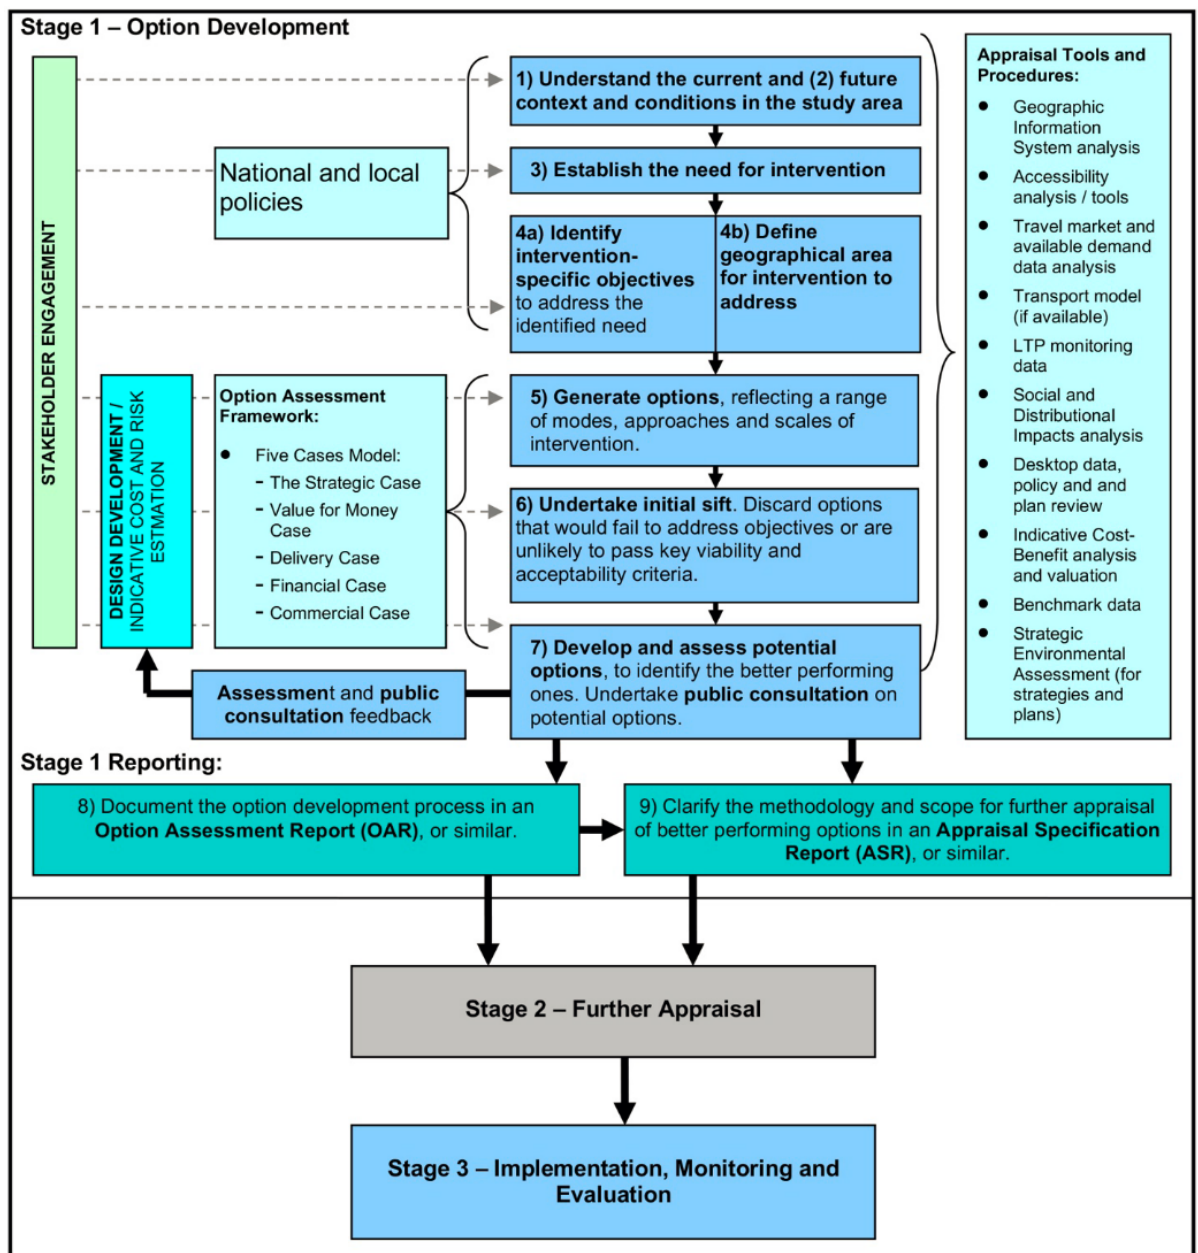 Stage 1 – Option Development
STAKEHOLDER ENGAGEMENT
National and local
policies
1) Understand the current and (2) future
context and conditions in the study area
3) Establish the need for intervention
4a) Identify
intervention-
specific objectives
to address the
identified need
4b) Define
geographical area
for intervention to
address
DESIGN DEVELOPMENT /
INDICATIVE COST AND RISK
ESTMATION
Option Assessment
Framework:
● Five Cases Model:
- The Strategic Case
- Value for Money
Case
- Delivery Case
- Financial Case
- Commercial Case
5) Generate options, reflecting a range
of modes, approaches and scales of
intervention.
6) Undertake initial sift. Discard options
that would fail to address objectives or are
unlikely to pass key viability and
acceptability criteria.
7) Develop and assess potential
options, to identify the better performing
ones. Undertake public consultation on
potential options.
Assessment and public
consultation feedback
Appraisal Tools and
Procedures:
● Geographic
Information
System analysis
● Accessibility
analysis / tools
● Travel market and
available demand
data analysis
● Transport model
(if available)
● LTP monitoring
data
● Social and
Distributional
Impacts analysis
● Desktop data,
policy and and
plan review
● Indicative Cost-
Benefit analysis
and valuation
● Benchmark data
● Strategic
Environmental
Assessment (for
strategies and
plans)
Stage 1 Reporting:
8) Document the option development process in an
Option Assessment Report (OAR), or similar.
9) Clarify the methodology and scope for further appraisal
of better performing options in an Appraisal Specification
Report (ASR), or similar.
Stage 2 – Further Appraisal
Stage 3 – Implementation, Monitoring and
Evaluation